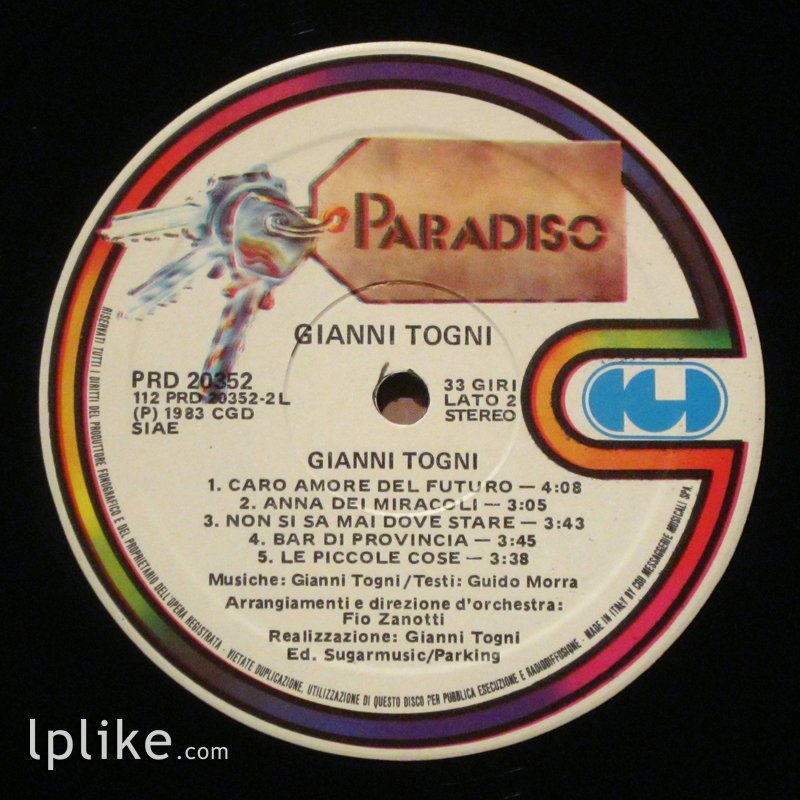 PARADISO
GIANNI TOGNI
PRD 20352
112 PRD 20352-2L
(P) 1983 CGD
SIAE
33 GIRI
LATO 2
STEREO
GIANNI TOGNI
1. CARO AMORE DEL FUTURO — 4:08
2. ANNA DEI MIRACOLI — 3:05
3. NON SI SA MAI DOVE STARE — 3:43
4. BAR DI PROVINCIA — 3:45
5. LE PICCOLE COSE — 3:38
Musiche: Gianni Togni/Testi: Guido Morra
Arrangiamenti e direzione d'orchestra:
Fio Zanotti
Realizzazione: Gianni Togni
Ed. Sugarmusic/Parking
RISERVATI TUTTI I DIRITTI DEL PRODUTTORE FONOGRAFICO E DEL PROPRIETARIO DELL'OPERA REGISTRATA - VIETATE DUPLICAZIONE, UTILIZZAZIONE DI QUESTO DISCO PER PUBBLICA ESECUZIONE E RADIODIFFUSIONE - MADE IN ITALY BY CGD MESSAGGERIE MUSICALI SPA.
lplike.com